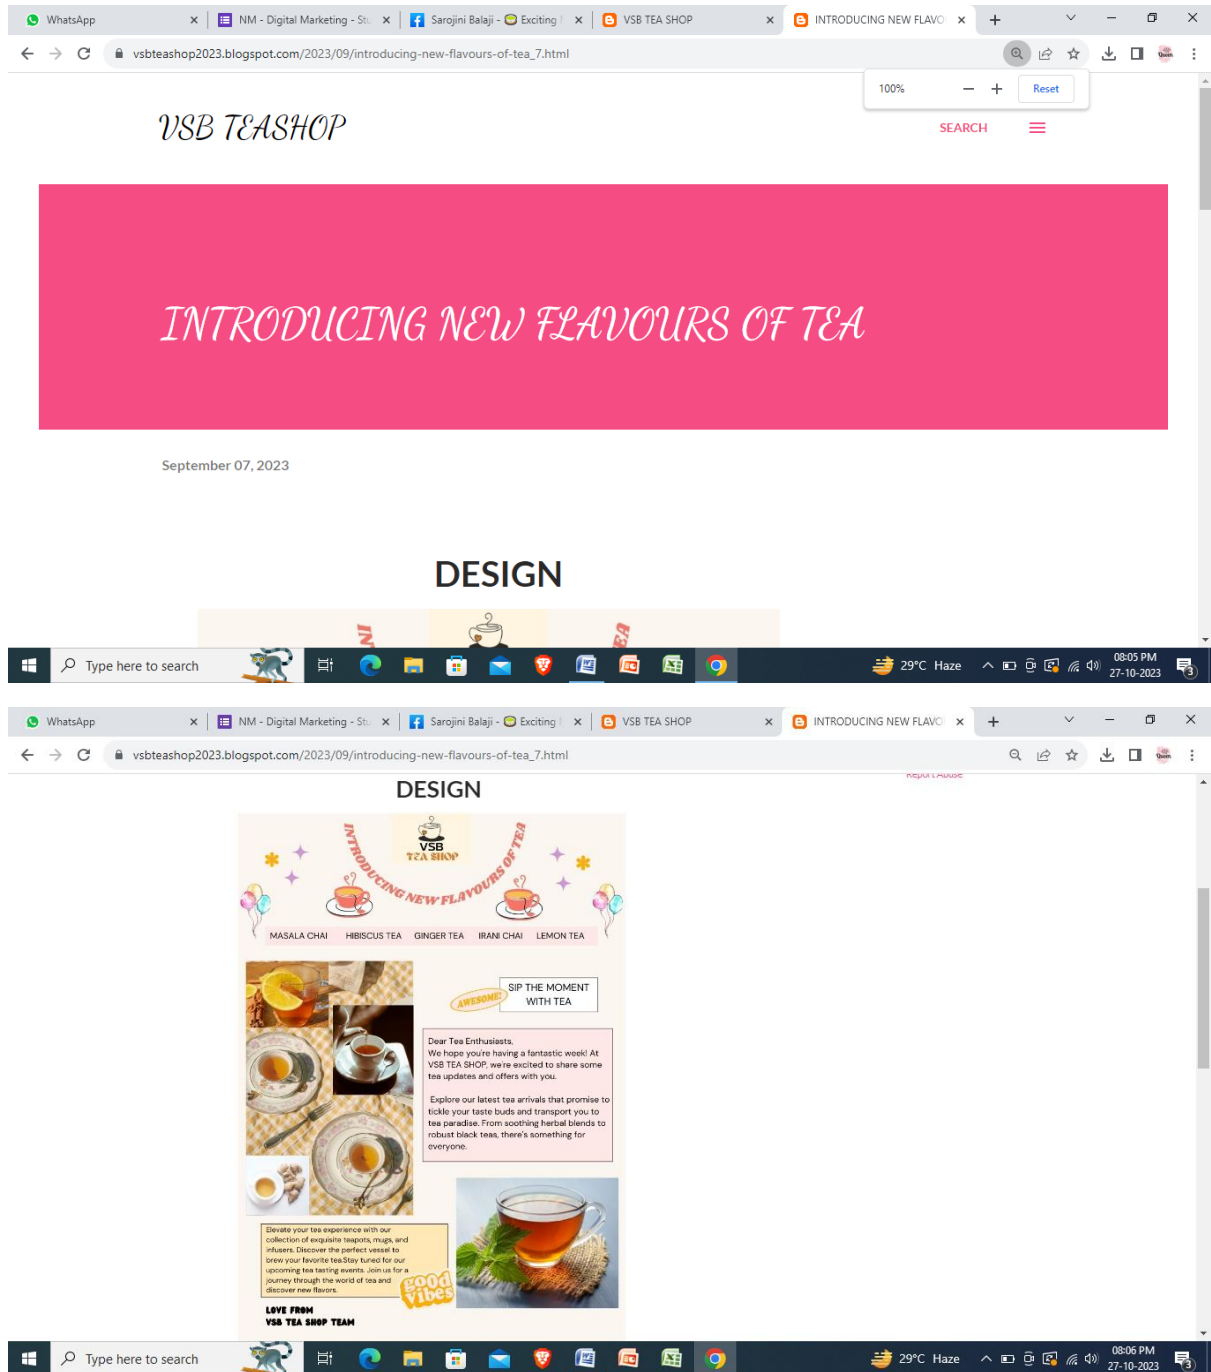 WhatsApp
NM - Digital Marketing - Stu
Sarojini Balaji - Exciting
VSB TEA SHOP
INTRODUCING NEW FLAVO
vsbteashop2023.blogspot.com/2023/09/introducing-new-flavours-of-tea_7.html
100%
Reset
VSB TEASHOP
SEARCH
INTRODUCING NEW FLAVOURS OF TEA
September 07, 2023
DESIGN
INI
TEA
Type here to search
29°C Haze
08:05 PM
27-10-2023
3
WhatsApp
NM - Digital Marketing - Stu
Sarojini Balaji - Exciting
VSB TEA SHOP
INTRODUCING NEW FLAVO
vsbteashop2023.blogspot.com/2023/09/introducing-new-flavours-of-tea_7.html
Report Abuse
DESIGN
VSB
TEA SHOP
INTRODUCING NEW FLAVOURS OF TEA
MASALA CHAI HIBISCUS TEA GINGER TEA IRANI CHAI LEMON TEA
AWESOME!
SIP THE MOMENT
WITH TEA
Dear Tea Enthusiasts,
We hope you're having a fantastic week! At
VSB TEA SHOP, we're excited to share some
tea updates and offers with you.
Explore our latest tea arrivals that promise to
tickle your taste buds and transport you to
tea paradise. From soothing herbal blends to
robust black teas, there's something for
everyone.
Elevate your tea experience with our
collection of exquisite teapots, mugs, and
infusers. Discover the perfect vessel to
brew your favorite tea.Stay tuned for our
upcoming tea tasting events. Join us for a
journey through the world of tea and
discover new flavors.
good
vibes
LOVE FROM
VSB TEA SHOP TEAM
Type here to search
29°C Haze
08:06 PM
27-10-2023
3